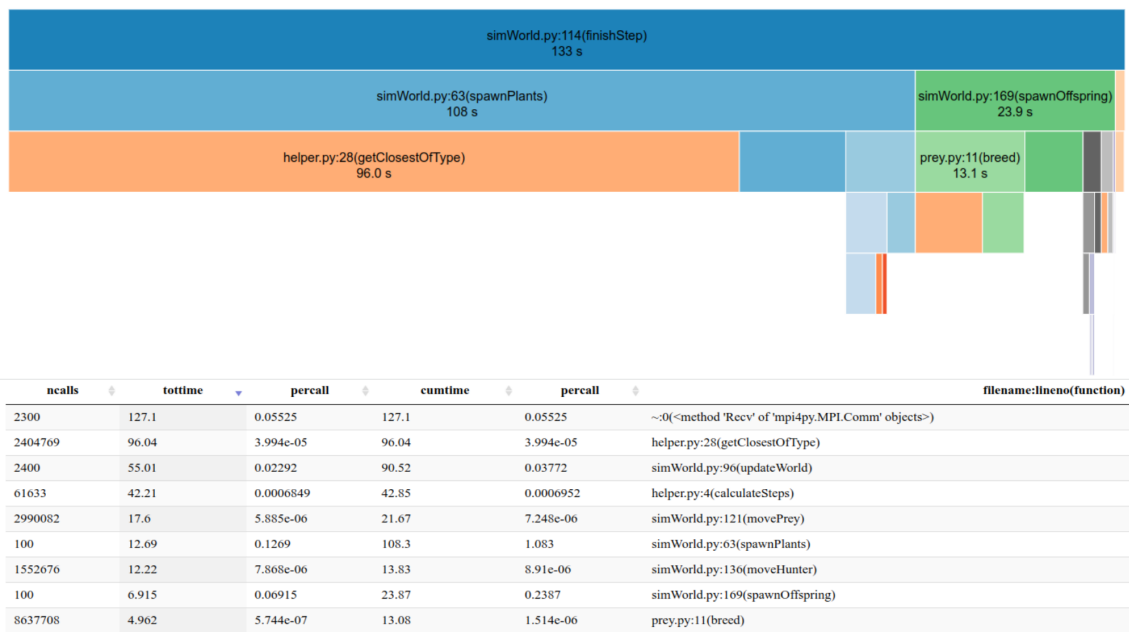 simWorld.py:114(finishStep)
133 s
simWorld.py:63(spawnPlants)
108 s
simWorld.py:169(spawnOffspring)
23.9 s
helper.py:28(getClosestOfType)
96.0 s
prey.py:11(breed)
13.1 s
ncalls tottime percall cumtime percall filename:lineno(function)
2300 127.1 0.05525 127.1 0.05525 ~:0(<method 'Recv' of 'mpi4py.MPI.Comm' objects>)
2404769 96.04 3.994e-05 96.04 3.994e-05 helper.py:28(getClosestOfType)
2400 55.01 0.02292 90.52 0.03772 simWorld.py:96(updateWorld)
61633 42.21 0.0006849 42.85 0.0006952 helper.py:4(calculateSteps)
2990082 17.6 5.885e-06 21.67 7.248e-06 simWorld.py:121(movePrey)
100 12.69 0.1269 108.3 1.083 simWorld.py:63(spawnPlants)
1552676 12.22 7.868e-06 13.83 8.91e-06 simWorld.py:136(moveHunter)
100 6.915 0.06915 23.87 0.2387 simWorld.py:169(spawnOffspring)
8637708 4.962 5.744e-07 13.08 1.514e-06 prey.py:11(breed)